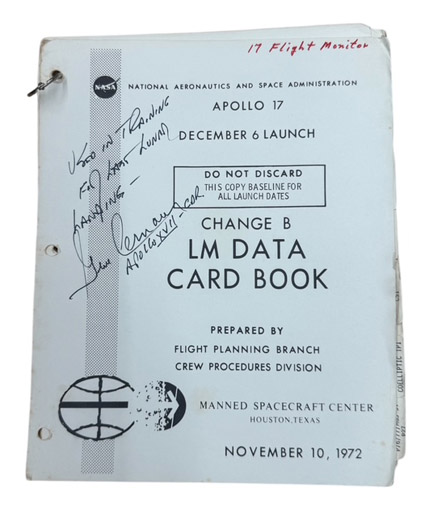 17 Flight Monitor
NASA
NATIONAL AERONAUTICS AND SPACE ADMINISTRATION
APOLLO 17
DECEMBER 6 LAUNCH
USED IN TRAINING
FOR LAST LUNAR
LANDING -
Gene Cernan
APOLLO XVII - CDR
DO NOT DISCARD
THIS COPY BASELINE FOR
ALL LAUNCH DATES
CHANGE B
LM DATA
CARD BOOK
PREPARED BY
FLIGHT PLANNING BRANCH
CREW PROCEDURES DIVISION
MANNED SPACECRAFT CENTER
HOUSTON, TEXAS
NOVEMBER 10, 1972
COELLIPTIC TPI